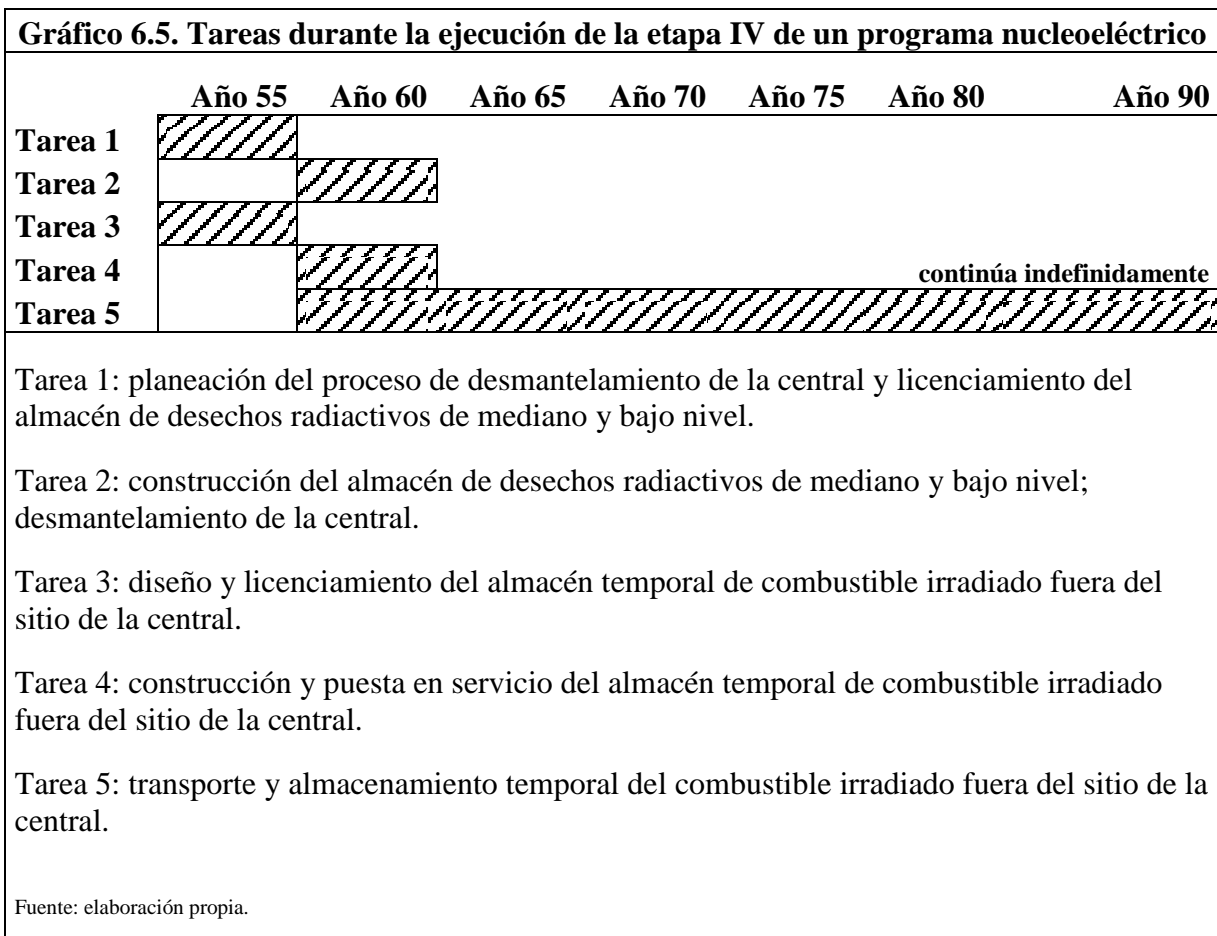 Gráfico 6.5. Tareas durante la ejecución de la etapa IV de un programa nucleoeléctrico
Año 55 Año 60 Año 65 Año 70 Año 75 Año 80 Año 90
Tarea 1
Tarea 2
Tarea 3
Tarea 4 continúa indefinidamente
Tarea 5
Tarea 1: planeación del proceso de desmantelamiento de la central y licenciamiento del
almacén de desechos radiactivos de mediano y bajo nivel.
Tarea 2: construcción del almacén de desechos radiactivos de mediano y bajo nivel;
desmantelamiento de la central.
Tarea 3: diseño y licenciamiento del almacén temporal de combustible irradiado fuera del
sitio de la central.
Tarea 4: construcción y puesta en servicio del almacén temporal de combustible irradiado
fuera del sitio de la central.
Tarea 5: transporte y almacenamiento temporal del combustible irradiado fuera del sitio de la
central.
Fuente: elaboración propia.